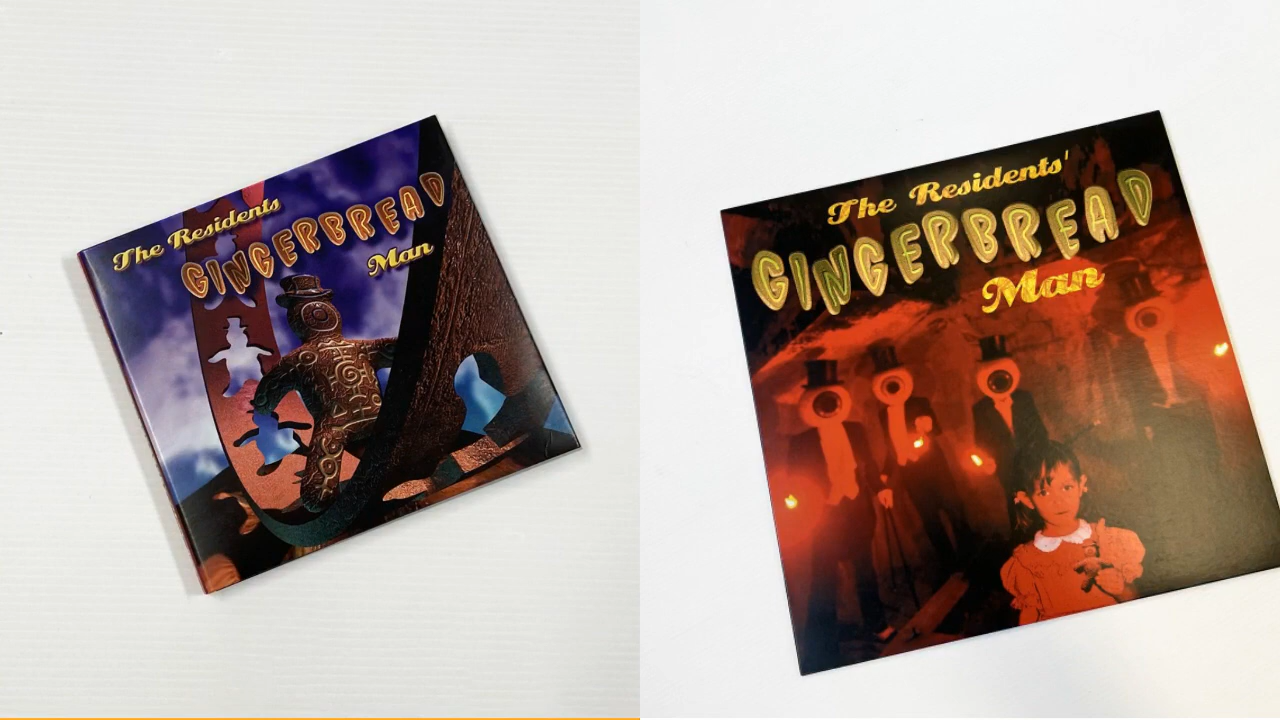 The Residents
GINGERBREAD
Man
The Residents'
GINGERBREAD
Man